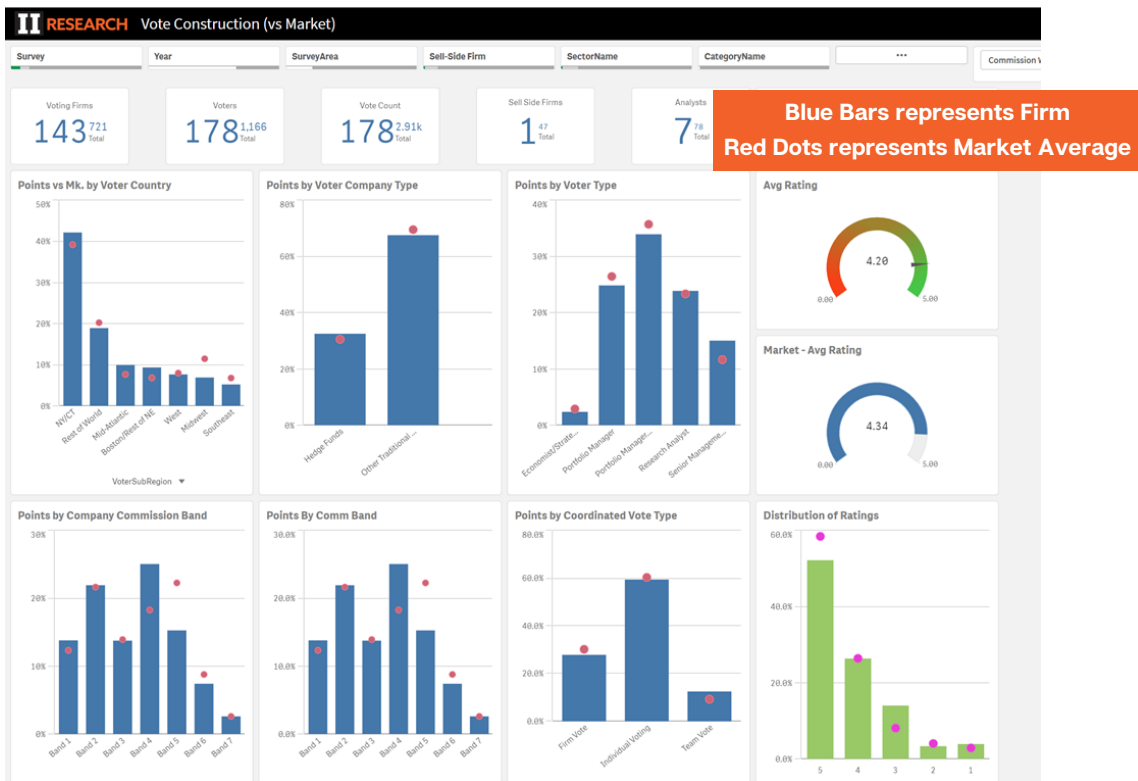 II RESEARCH Vote Construction (vs Market)
Survey Year SurveyArea Sell-Side Firm SectorName CategoryName ••• Commission
Voting Firms
143 721 Total
Voters
178 1,166 Total
Vote Count
178 2.91k Total
Sell Side Firms
1 47 Total
Analysts
7 78 Total
Blue Bars represents Firm
Red Dots represents Market Average
Points vs Mk. by Voter Country
50%
40%
30%
20%
10%
0%
NY/CT
Rest of World
Mid-Atlantic
Boston/Rest of NE
West
Midwest
Southeast
VoterSubRegion
Points by Voter Company Type
80%
60%
40%
20%
0%
Hedge Funds
Other Traditional ...
Points by Voter Type
40%
30%
20%
10%
0%
Economist/Strate...
Portfolio Manager
Portfolio Manager...
Research Analyst
Senior Manageme...
Avg Rating
4.20
0.00
5.00
Market - Avg Rating
4.34
0.00
5.00
Points by Company Commission Band
30%
20%
10%
0%
Band 1
Band 2
Band 3
Band 4
Band 5
Band 6
Band 7
Points By Comm Band
30.0%
20.0%
10.0%
0.0%
Band 1
Band 2
Band 3
Band 4
Band 5
Band 6
Band 7
Points by Coordinated Vote Type
80.0%
60.0%
40.0%
20.0%
0.0%
Firm Vote
Individual Voting
Team Vote
Distribution of Ratings
60.0%
40.0%
20.0%
0.0%
5 4 3 2 1